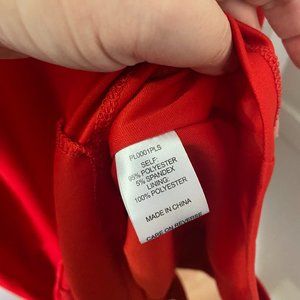 PL0001PLS
SELF:
95% POLYESTER
5% SPANDEX
LINING:
100% POLYESTER
MADE IN CHINA
CARE ON REVERSE